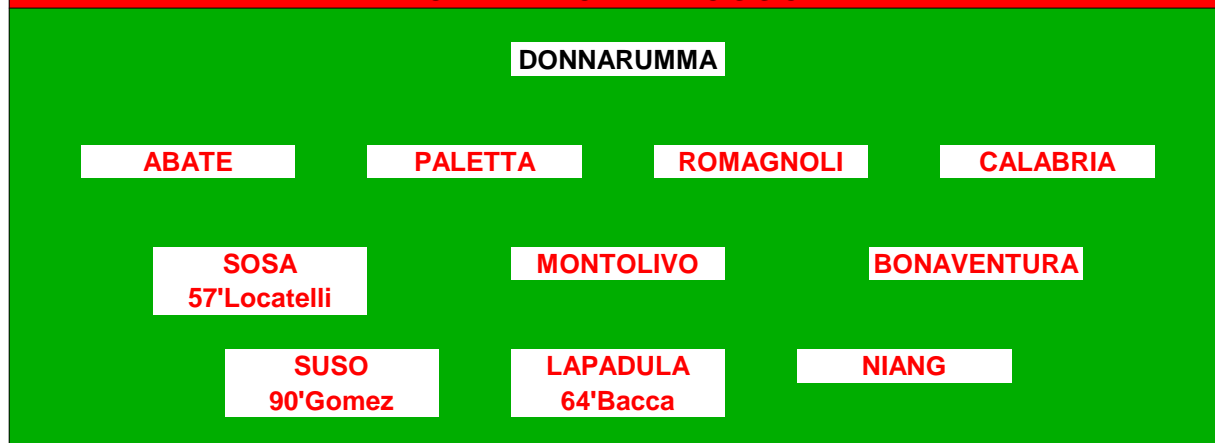 DONNARUMMA
ABATE PALETTA ROMAGNOLI CALABRIA
SOSA MONTOLIVO BONAVENTURA
57'Locatelli
SUSO LAPADULA NIANG
90'Gomez 64'Bacca